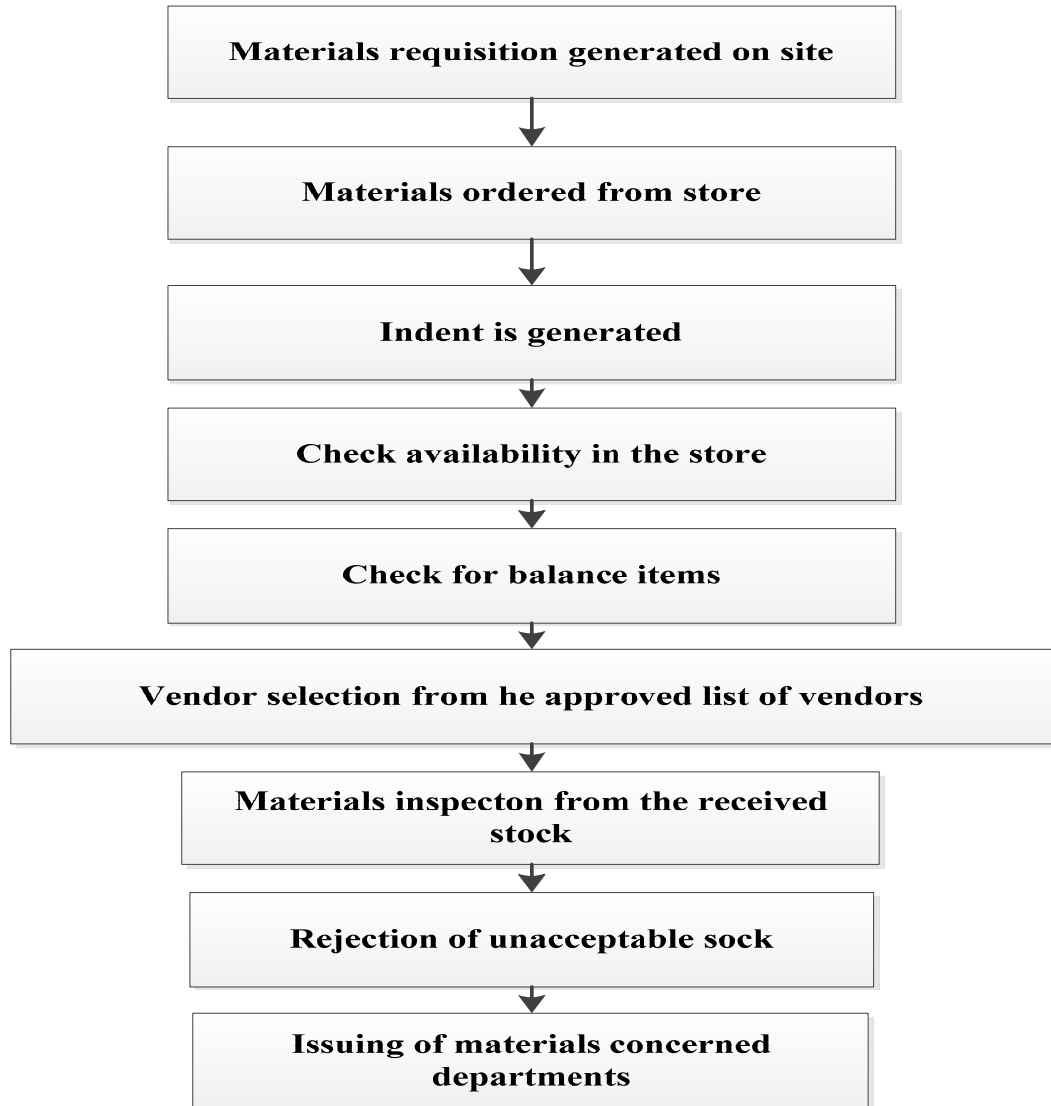 Materials requisition generated on site
Materials ordered from store
Indent is generated
Check availability in the store
Check for balance items
Vendor selection from he approved list of vendors
Materials inspecton from the received
stock
Rejection of unacceptable sock
Issuing of materials concerned
departments